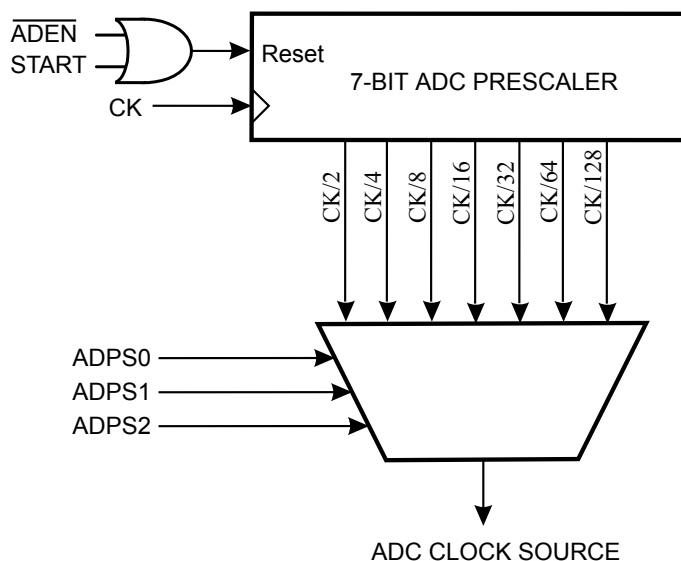 ADEN
START
CK
Reset
7-BIT ADC PRESCALER
CK/2
CK/4
CK/8
CK/16
CK/32
CK/64
CK/128
ADPS0
ADPS1
ADPS2
ADC CLOCK SOURCE